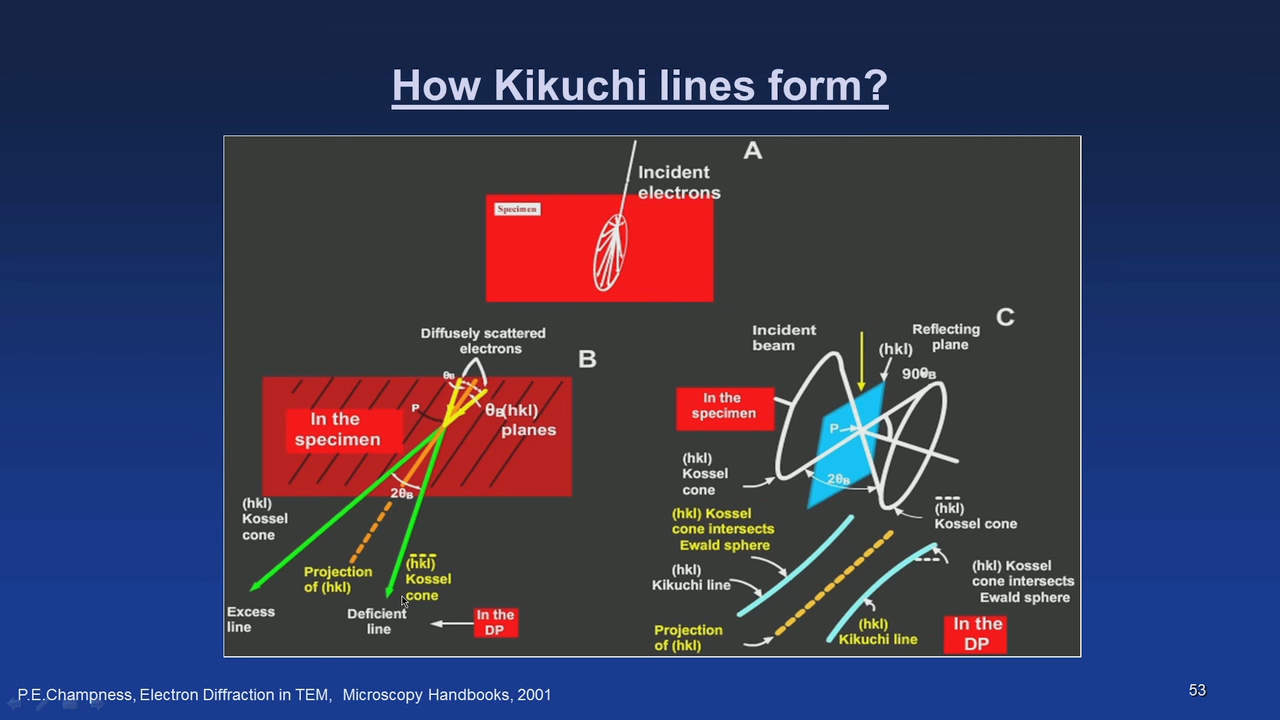 How Kikuchi lines form?
A
Incident
electrons
Specimen
Diffusely scattered
electrons
B
θB
P
θB(hkl)
planes
In the
specimen
2θB
(hkl)
Kossel
cone
Projection
of (hkl)
(hkl)
Kossel
cone
Excess
line
Deficient
line
In the
DP
C
Incident
beam
Reflecting
plane
(hkl)
90θB
In the
specimen
P
(hkl)
Kossel
cone
2θB
(hkl)
Kossel cone
(hkl) Kossel
cone intersects
Ewald sphere
(hkl)
Kikuchi line
(hkl) Kossel
cone intersects
Ewald sphere
Projection
of (hkl)
(hkl)
Kikuchi line
In the
DP
P.E.Champness, Electron Diffraction in TEM, Microscopy Handbooks, 2001
53